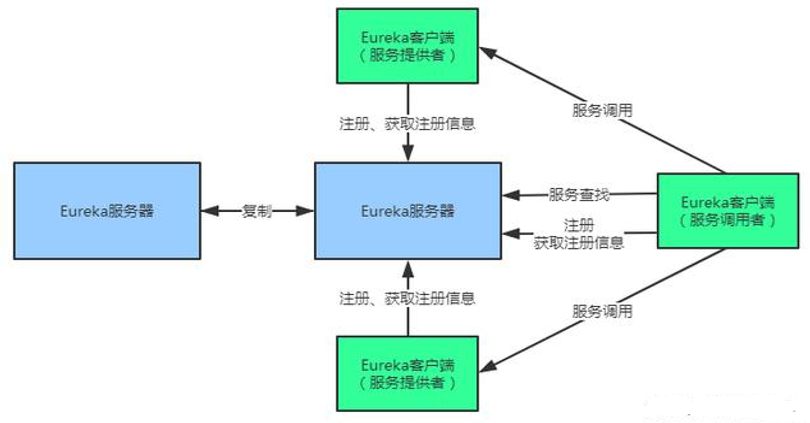 Eureka客户端
（服务提供者）
服务调用
注册、获取注册信息
Eureka服务器
复制
Eureka服务器
服务查找
注册
获取注册信息
Eureka客户端
（服务调用者）
注册、获取注册信息
服务调用
Eureka客户端
（服务提供者）